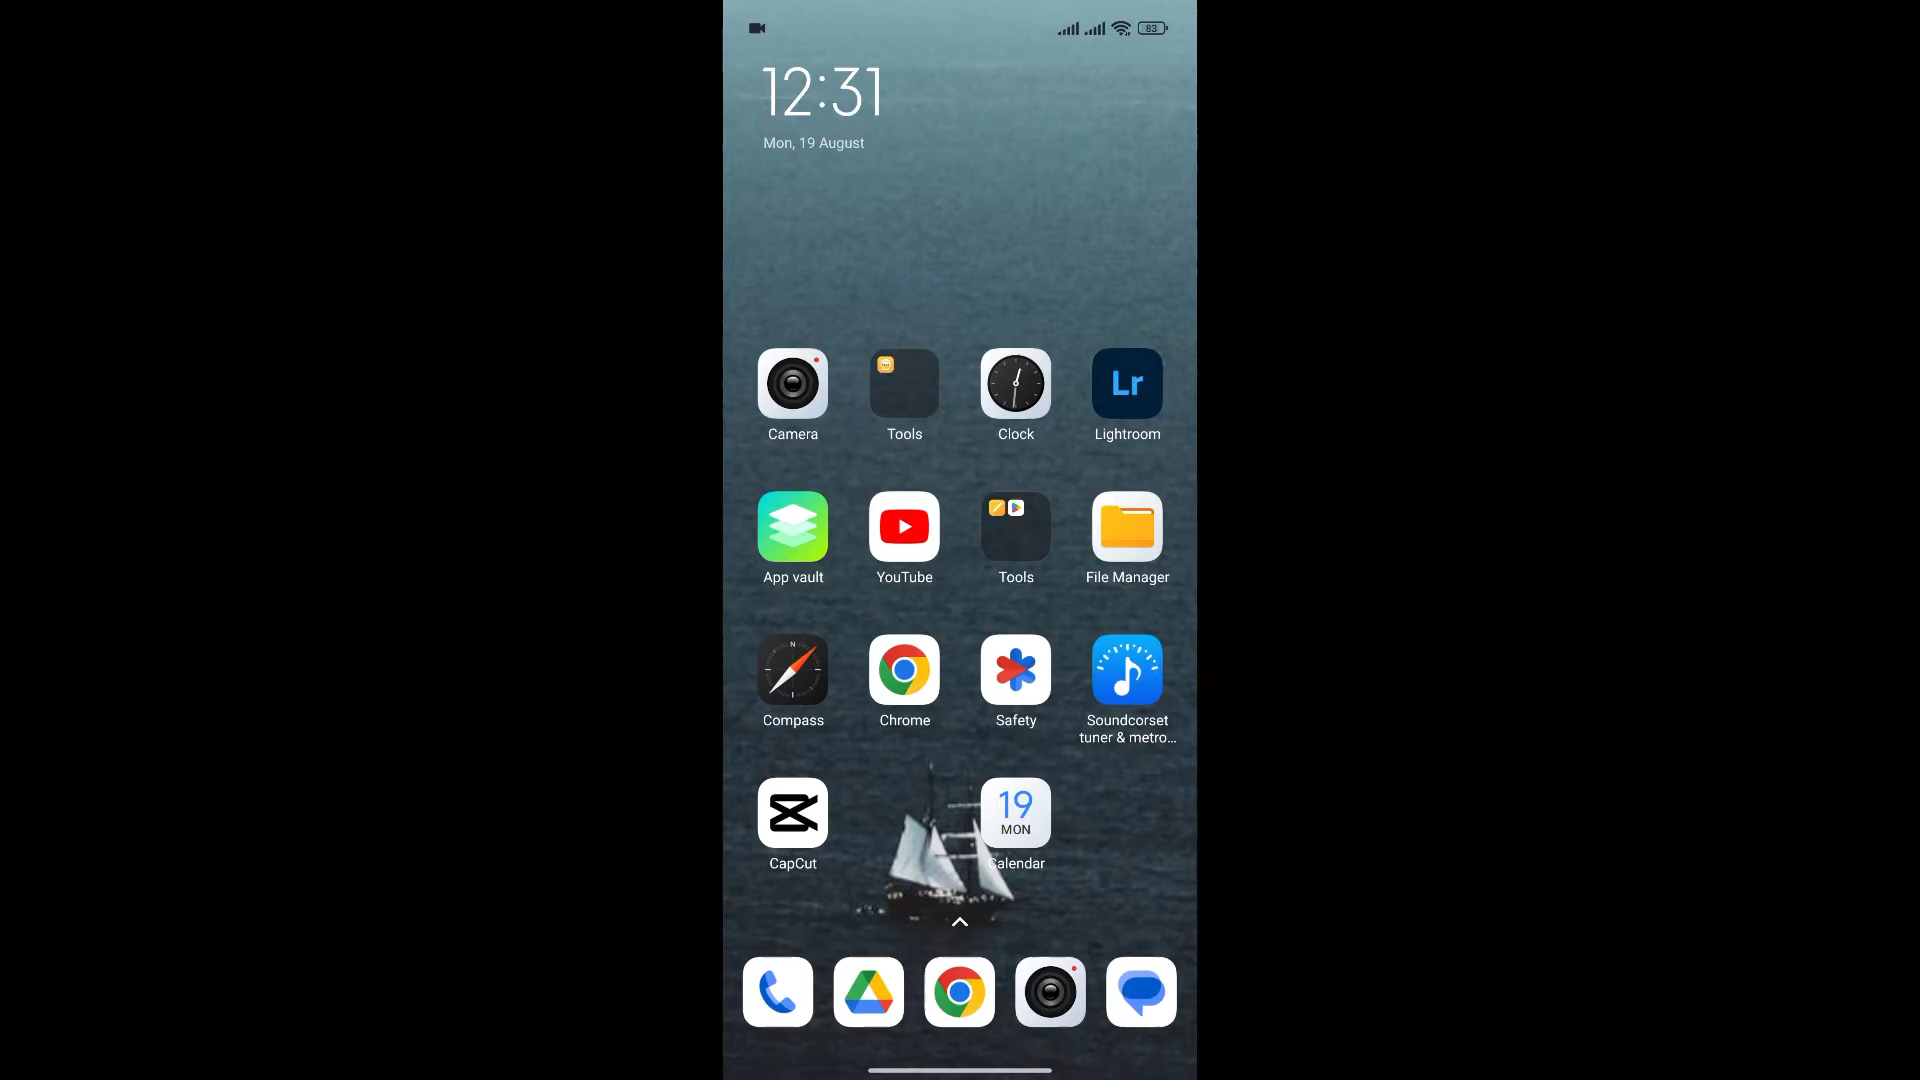 83
12:31
Mon, 19 August
Lr
Camera
Tools
Clock
Lightroom
App vault
YouTube
Tools
File Manager
N
Compass
Chrome
Safety
Soundcorset
tuner & metro...
19
MON
CapCut
Calendar